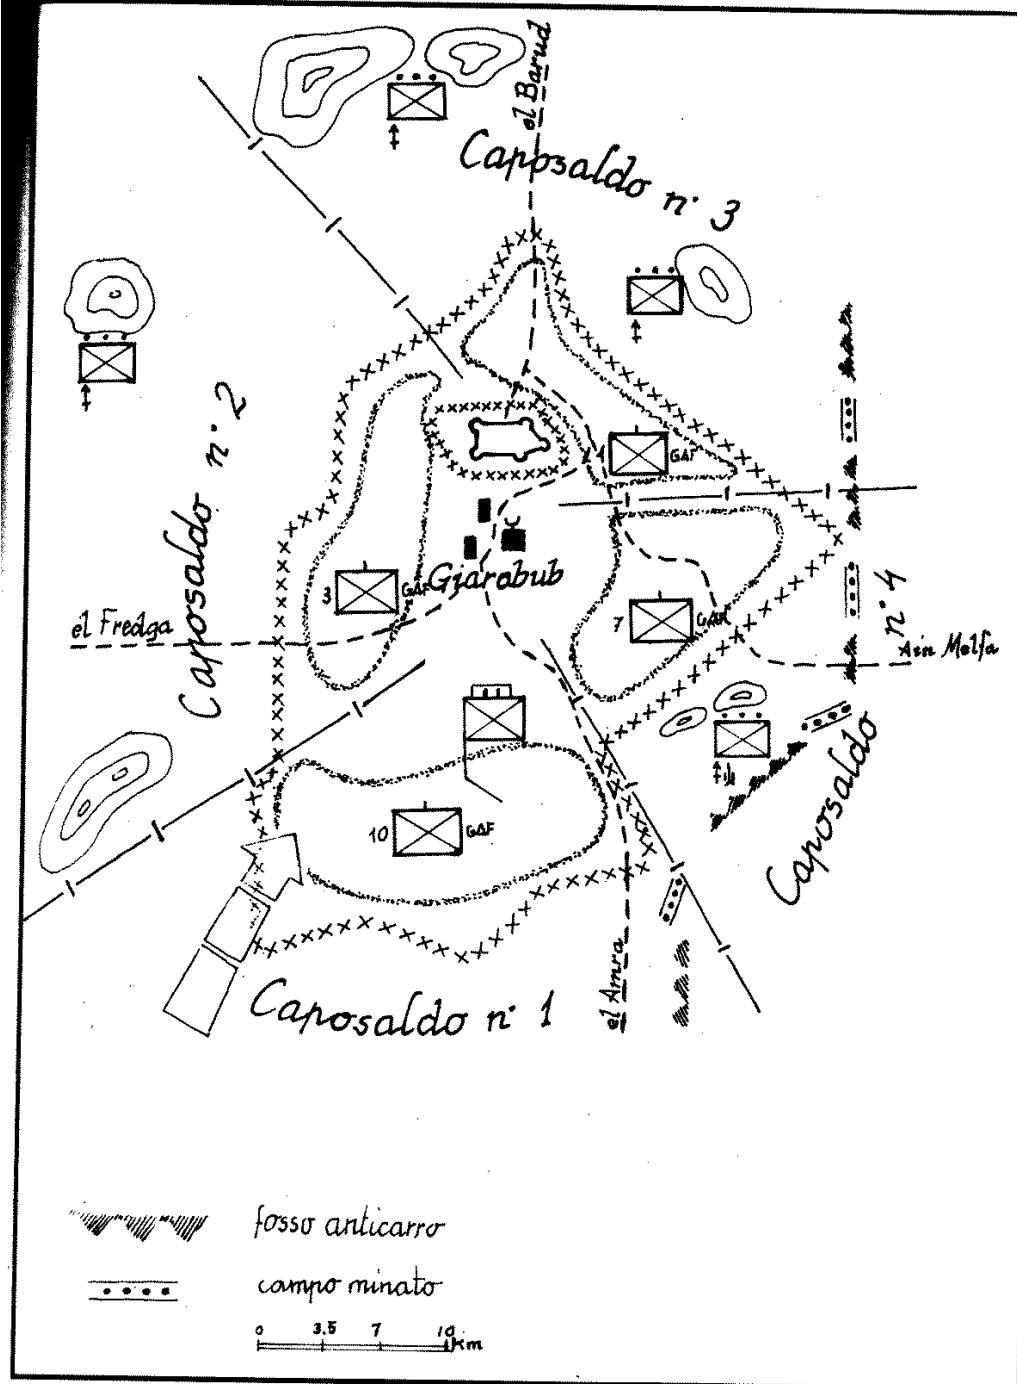 el Barud
Caposaldo n. 3
Caposaldo n. 2
GAF
3
GAF
Giarabub
7
GAF
el Fredga
n. 4
Ain Melfa
Caposaldo
10
GAF
el Amra
Caposaldo n. 1
fosso anticarro
campo minato
0 3.5 7 10 Km